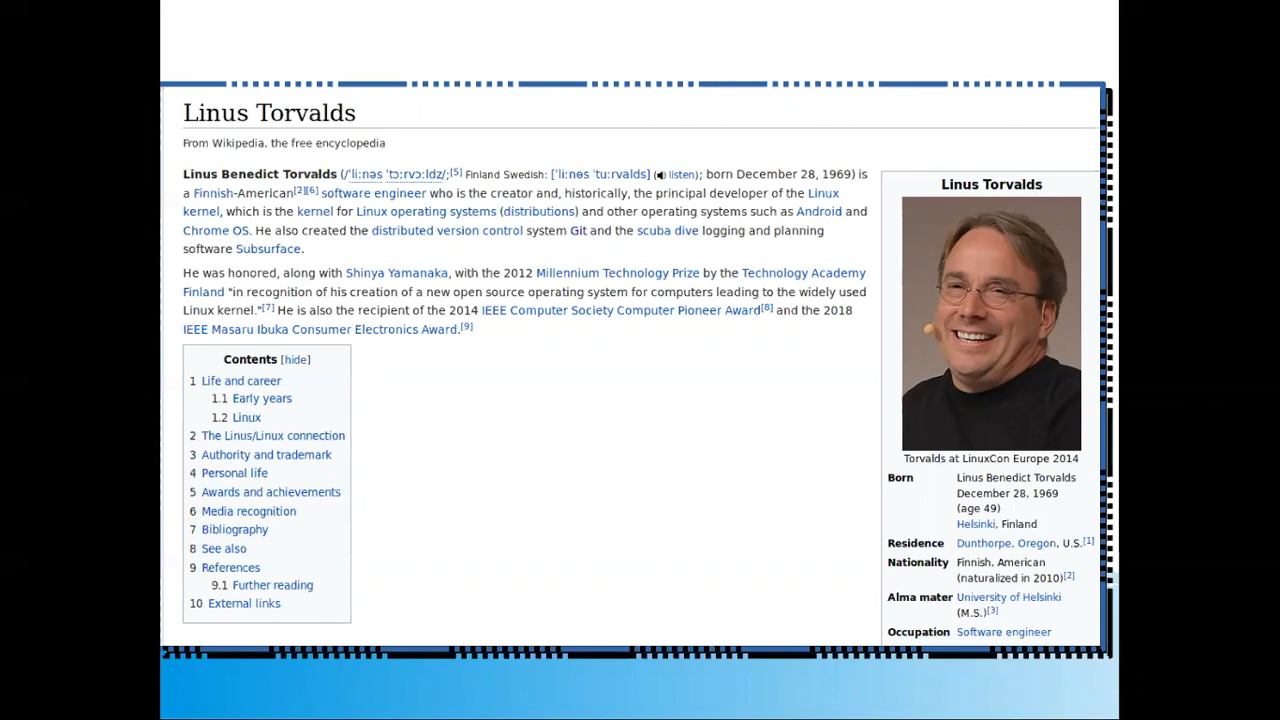 Linus Torvalds
From Wikipedia, the free encyclopedia
Linus Benedict Torvalds (/ˈliːnəs ˈtɔːrvɔːldz/;[5] Finland Swedish: [ˈliːnɵs ˈtuːrvalds] (listen); born December 28, 1969) is
a Finnish-American[2][6] software engineer who is the creator and, historically, the principal developer of the Linux
kernel, which is the kernel for Linux operating systems (distributions) and other operating systems such as Android and
Chrome OS. He also created the distributed version control system Git and the scuba dive logging and planning
software Subsurface.
He was honored, along with Shinya Yamanaka, with the 2012 Millennium Technology Prize by the Technology Academy
Finland "in recognition of his creation of a new open source operating system for computers leading to the widely used
Linux kernel."[7] He is also the recipient of the 2014 IEEE Computer Society Computer Pioneer Award[8] and the 2018
IEEE Masaru Ibuka Consumer Electronics Award.[9]
Contents [hide]
1 Life and career
1.1 Early years
1.2 Linux
2 The Linus/Linux connection
3 Authority and trademark
4 Personal life
5 Awards and achievements
6 Media recognition
7 Bibliography
8 See also
9 References
9.1 Further reading
10 External links
Linus Torvalds
Torvalds at LinuxCon Europe 2014
Born Linus Benedict Torvalds
December 28, 1969
(age 49)
Helsinki, Finland
Residence Dunthorpe, Oregon, U.S.[1]
Nationality Finnish, American
(naturalized in 2010)[2]
Alma mater University of Helsinki
(M.S.)[3]
Occupation Software engineer